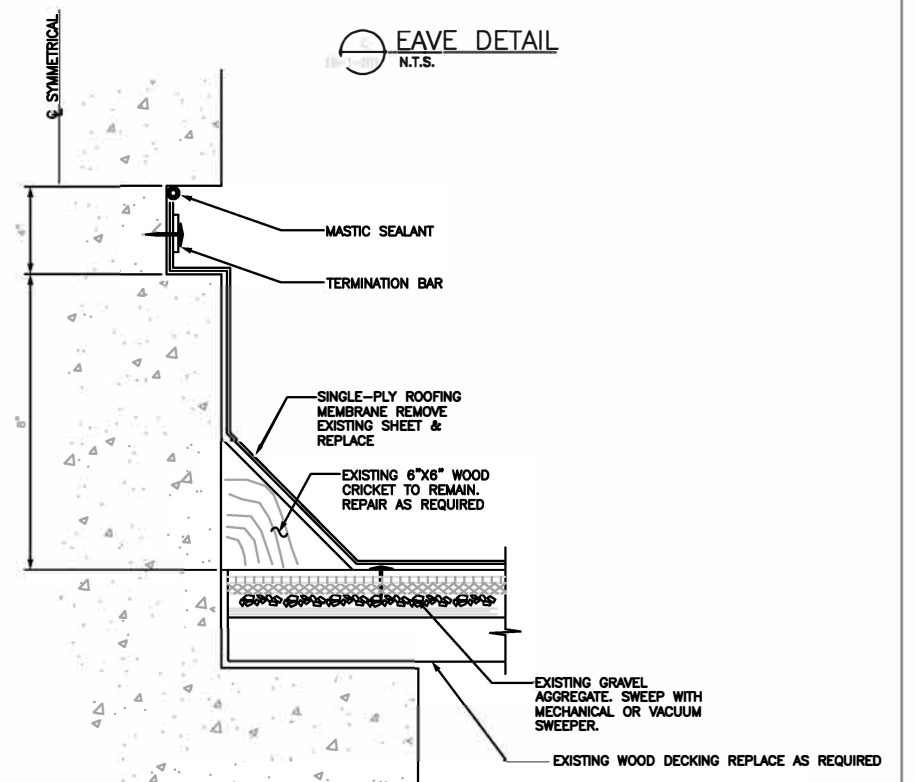 EAVE DETAIL
N.T.S.
℄ SYMMETRICAL
4"
MASTIC SEALANT
TERMINATION BAR
8"
SINGLE-PLY ROOFING
MEMBRANE REMOVE
EXISTING SHEET &
REPLACE
EXISTING 6"X6" WOOD
CRICKET TO REMAIN.
REPAIR AS REQUIRED
EXISTING GRAVEL
AGGREGATE. SWEEP WITH
MECHANICAL OR VACUUM
SWEEPER.
EXISTING WOOD DECKING REPLACE AS REQUIRED